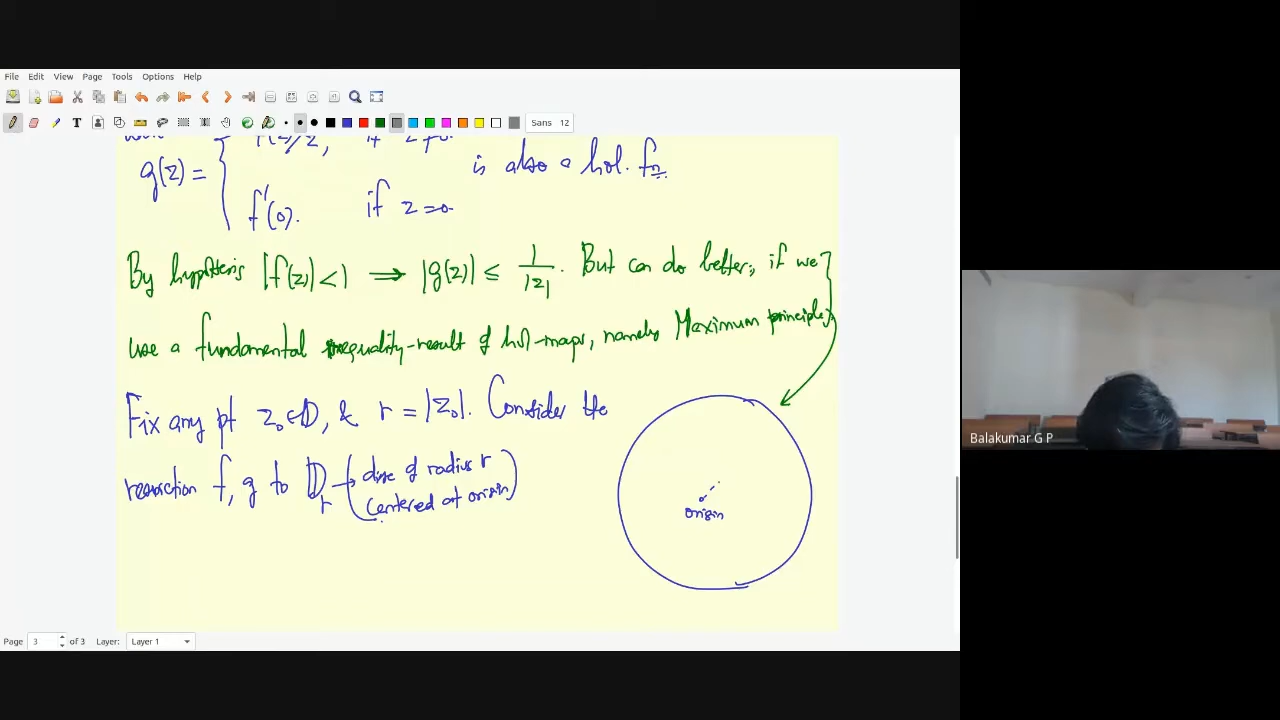 File Edit View Page Tools Options Help
Sans 12
f(z)/z, if z≠0.
g(z) = { is also a hol. fn.
f'(0). if z=0
By hypothesis |f(z)|<1 ⟹ |g(z)| ≤ 1/|z|. But can do better, if we
use a fundamental inequality-result of hol-maps, namely Maximum principle,
Fix any pt z₀∈𝔻, & r = |z₀|. Consider the
f, g to 𝔻r → (disc of radius r
centered at origin)
origin
Balakumar G P
Page 3 of 3 Layer: Layer 1